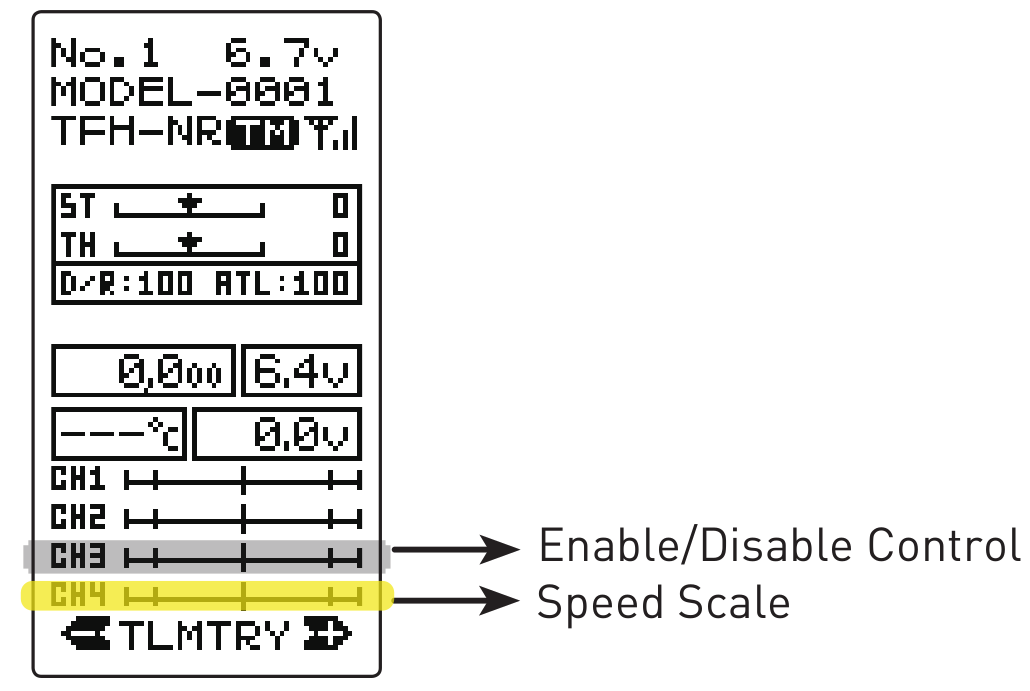 No.1 6.7v
MODEL-0001
TFH-NR TM
ST 0
TH 0
D/R:100 ATL:100
0,000 6.4v
---°C 0.0v
CH1
CH2
CH3 Enable/Disable Control
CH4 Speed Scale
TLMTRY